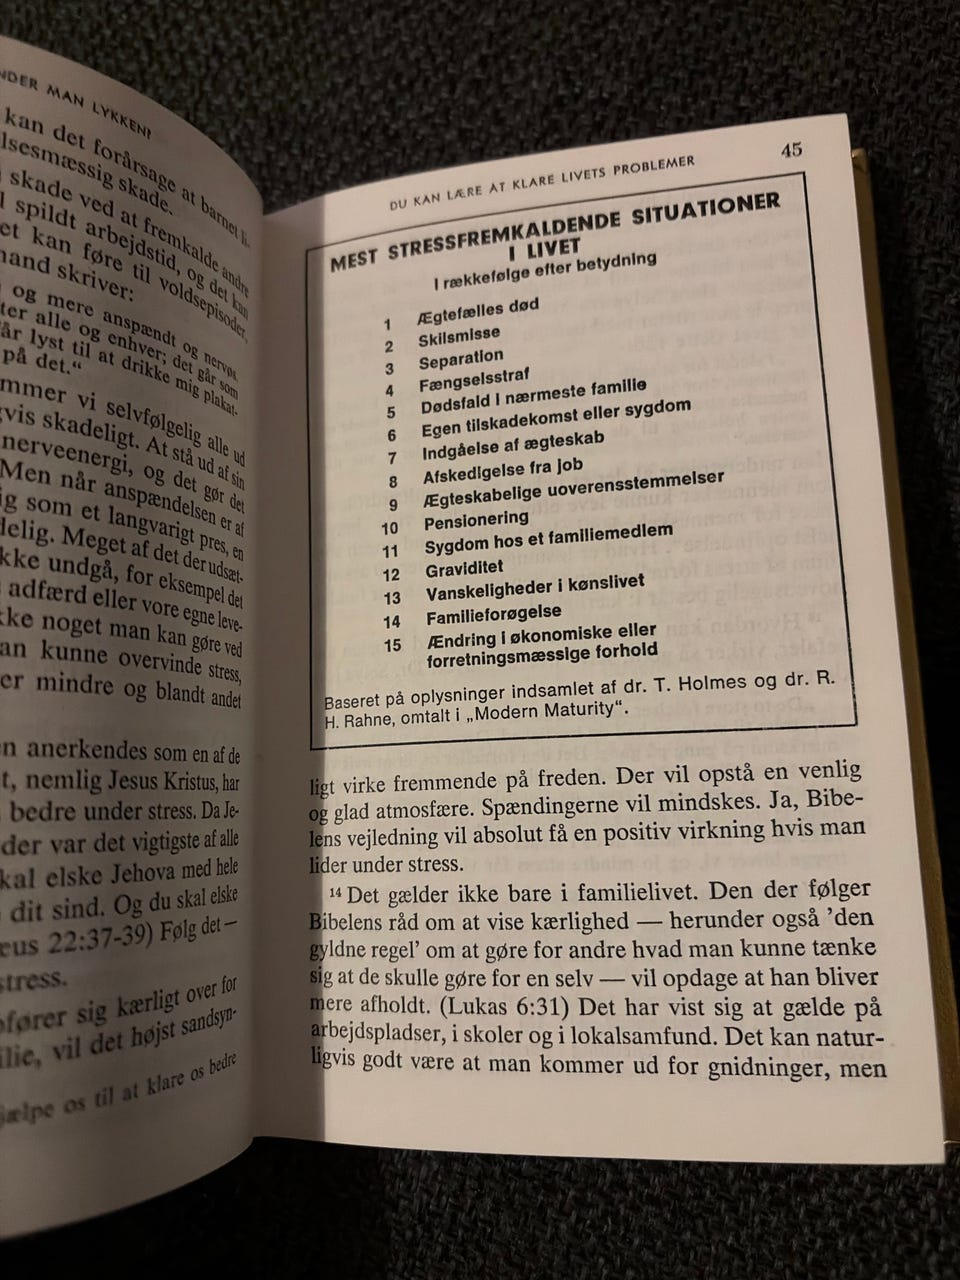 NDER MAN LYKKEN?
kan det forårsage at barnet li-
lsesmæssig skade.
skade ved at fremkalde andre
spildt arbejdstid, og det kan
et kan føre til voldsepisoder,
mand skriver:
og mere anspændt og nervøs,
ter alle og enhver; det går som
år lyst til at drikke mig plakat-
på det.“
mmer vi selvfølgelig alle ud
gvis skadeligt. At stå ud af sin
nerveenergi, og det gør det
Men når anspændelsen er af
ig som et langvarigt pres, en
delig. Meget af det der udsæt-
kke undgå, for eksempel det
adfærd eller vore egne leve-
kke noget man kan gøre ved
an kunne overvinde stress,
er mindre og blandt andet
n anerkendes som en af de
t, nemlig Jesus Kristus, har
bedre under stress. Da Je-
der var det vigtigste af alle
kal elske Jehova med hele
dit sind. Og du skal elske
æus 22:37-39) Følg det —
stress.
fører sig kærligt over for
ilie, vil det højst sandsyn-
jælpe os til at klare os bedre
DU KAN LÆRE AT KLARE LIVETS PROBLEMER 45
MEST STRESSFREMKALDENDE SITUATIONER
I LIVET
I rækkefølge efter betydning
1 Ægtefælles død
2 Skilsmisse
3 Separation
4 Fængselsstraf
5 Dødsfald i nærmeste familie
6 Egen tilskadekomst eller sygdom
7 Indgåelse af ægteskab
8 Afskedigelse fra job
9 Ægteskabelige uoverensstemmelser
10 Pensionering
11 Sygdom hos et familiemedlem
12 Graviditet
13 Vanskeligheder i kønslivet
14 Familieforøgelse
15 Ændring i økonomiske eller
forretningsmæssige forhold
Baseret på oplysninger indsamlet af dr. T. Holmes og dr. R.
H. Rahne, omtalt i „Modern Maturity“.
ligt virke fremmende på freden. Der vil opstå en venlig
og glad atmosfære. Spændingerne vil mindskes. Ja, Bibe-
lens vejledning vil absolut få en positiv virkning hvis man
lider under stress.
14 Det gælder ikke bare i familielivet. Den der følger
Bibelens råd om at vise kærlighed — herunder også ’den
gyldne regel’ om at gøre for andre hvad man kunne tænke
sig at de skulle gøre for en selv — vil opdage at han bliver
mere afholdt. (Lukas 6:31) Det har vist sig at gælde på
arbejdspladser, i skoler og i lokalsamfund. Det kan natur-
ligvis godt være at man kommer ud for gnidninger, men